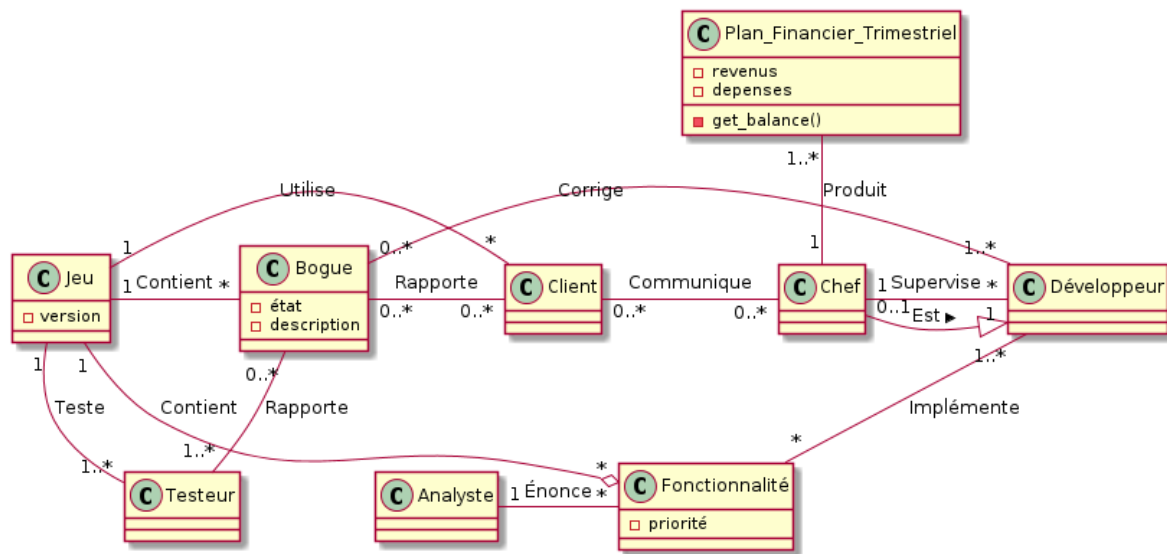 C Plan_Financier_Trimestriel
revenus
depenses
get_balance()
1..*
Utilise
Corrige
Produit
1
*
0..*
1
1..*
C Jeu
version
1 Contient *
C Bogue
état
description
Rapporte
0..* 0..*
C Client
Communique
0..* 0..*
C Chef
1 Supervise *
0..1 Est ▶ 1
C Développeur
1
1
0..*
1..*
Teste
Contient
Rapporte
Implémente
1..*
1..*
*
*
C Testeur
C Analyste
1 Énonce *
C Fonctionnalité
priorité